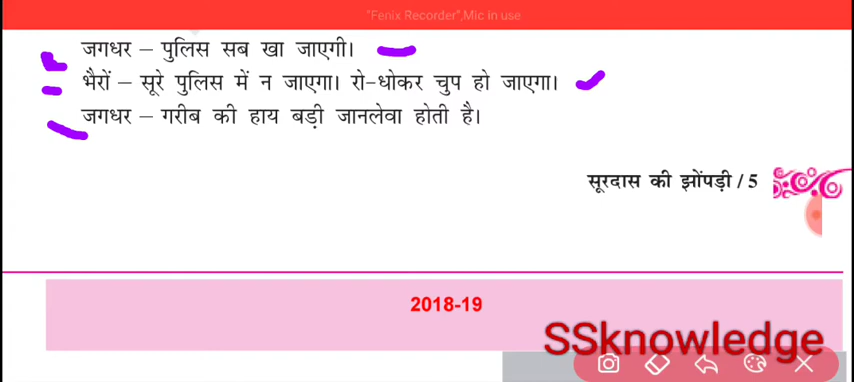 "Fenix Recorder",Mic in use
जगधर – पुलिस सब खा जाएगी।
भैरों – सूरे पुलिस में न जाएगा। रो-धोकर चुप हो जाएगा।
जगधर – गरीब की हाय बड़ी जानलेवा होती है।
सूरदास की झोंपड़ी / 5
2018-19
SSknowledge